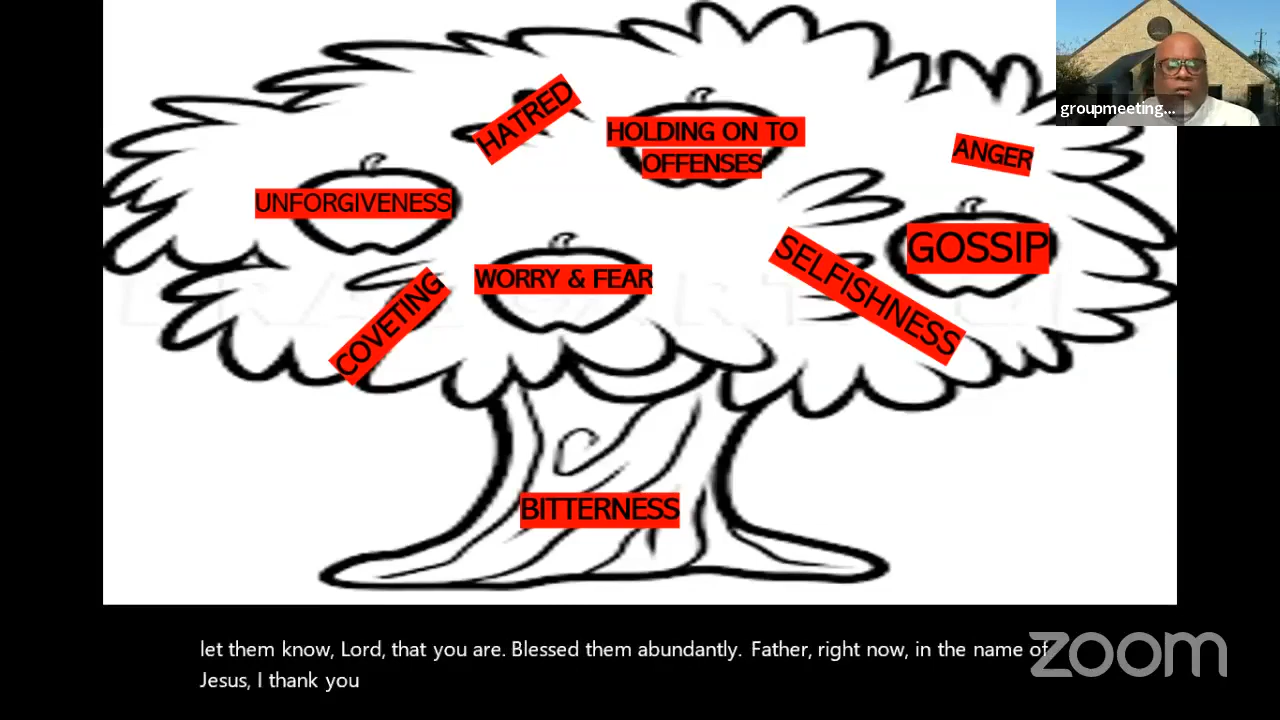 groupmeeting...
HATRED
HOLDING ON TO
OFFENSES
ANGER
UNFORGIVENESS
GOSSIP
WORRY & FEAR
SELFISHNESS
COVETING
BITTERNESS
let them know, Lord, that you are. Blessed them abundantly. Father, right now, in the name of
Jesus, I thank you
zoom